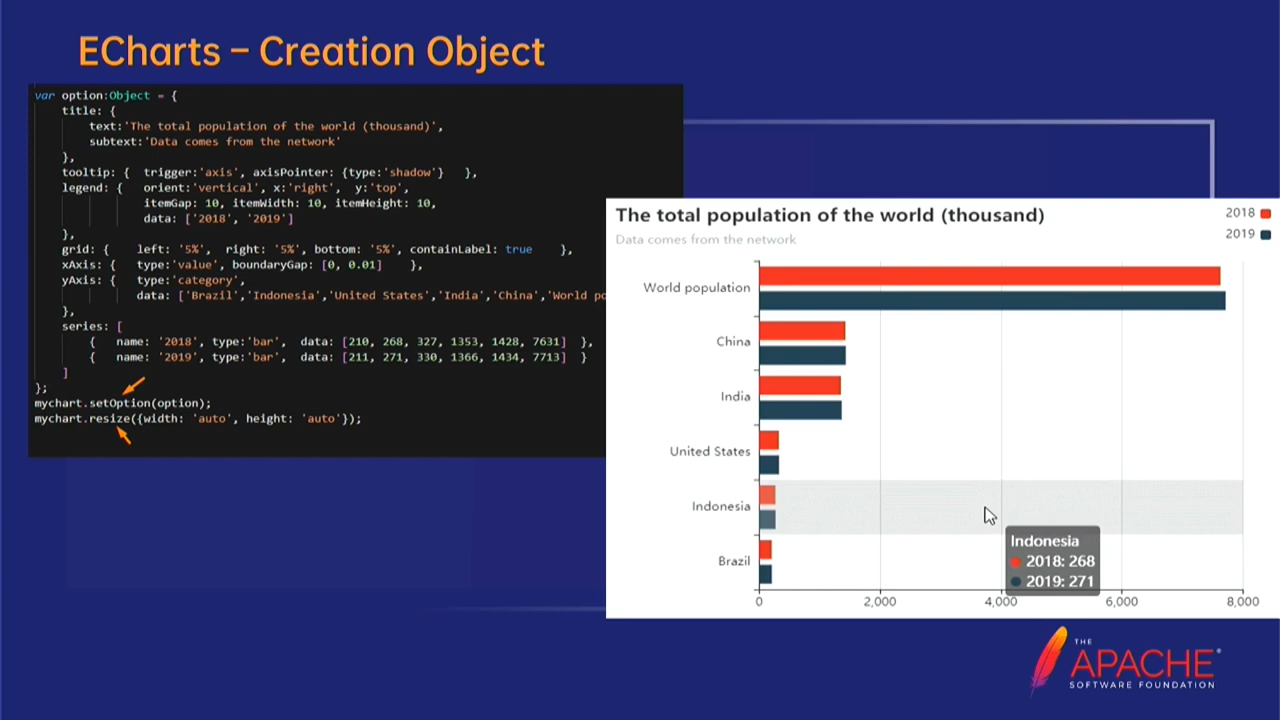 ECharts – Creation Object
var option:Object = {
title: {
text:'The total population of the world (thousand)',
subtext:'Data comes from the network'
},
tooltip: { trigger:'axis', axisPointer: {type:'shadow'} },
legend: { orient:'vertical', x:'right', y:'top',
itemGap: 10, itemWidth: 10, itemHeight: 10,
data: ['2018', '2019']
},
grid: { left: '5%', right: '5%', bottom: '5%', containLabel: true },
xAxis: { type:'value', boundaryGap: [0, 0.01] },
yAxis: { type:'category',
data: ['Brazil','Indonesia','United States','India','China','World po
},
series: [
{ name: '2018', type:'bar', data: [210, 268, 327, 1353, 1428, 7631] },
{ name: '2019', type:'bar', data: [211, 271, 330, 1366, 1434, 7713] }
]
};
mychart.setOption(option);
mychart.resize({width: 'auto', height: 'auto'});
The total population of the world (thousand)
Data comes from the network
2018
2019
World population
China
India
United States
Indonesia
Brazil
Indonesia
2018: 268
2019: 271
0 2,000 4,000 6,000 8,000
THE
APACHE®
SOFTWARE FOUNDATION